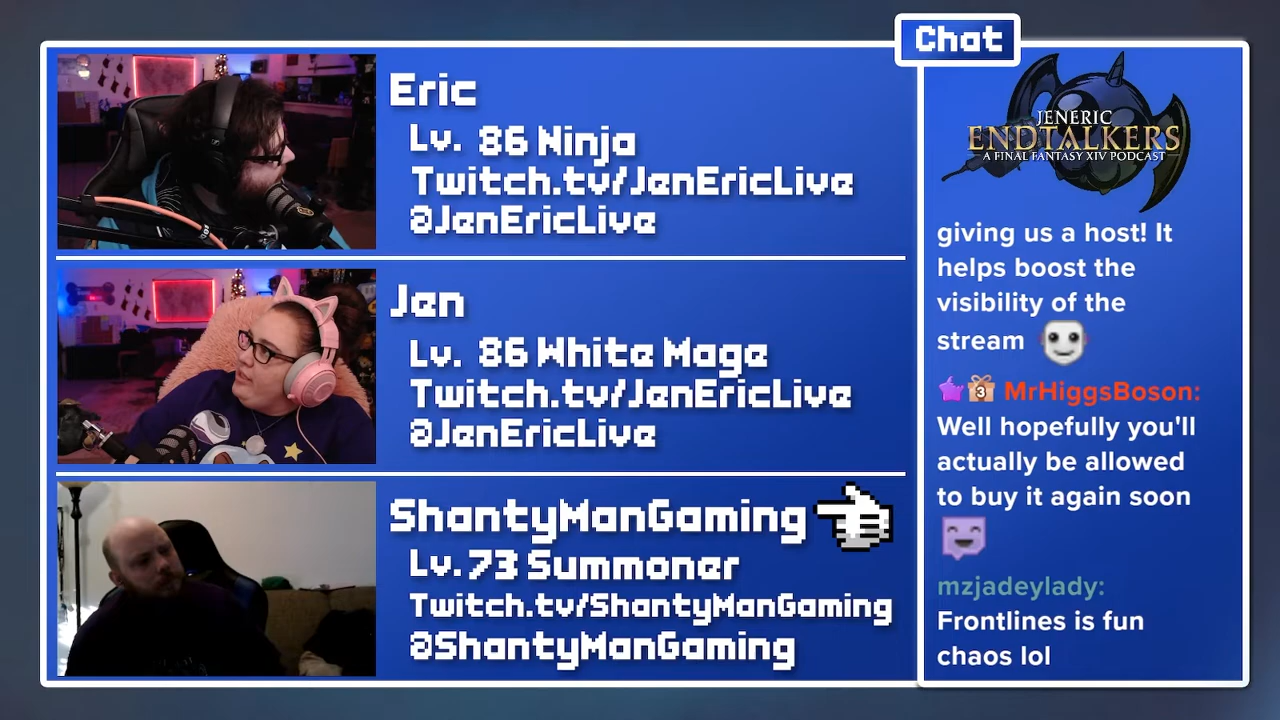 Chat
Eric
Lv. 86 Ninja
Twitch.tv/JenEricLive
@JenEricLive
Jen
Lv. 86 White Mage
Twitch.tv/JenEricLive
@JenEricLive
ShantyManGaming
Lv. 73 Summoner
Twitch.tv/ShantyManGaming
@ShantyManGaming
JENERIC
ENDTALKERS
A FINAL FANTASY XIV PODCAST
giving us a host! It
helps boost the
visibility of the
stream
3 MrHiggsBoson:
Well hopefully you'll
actually be allowed
to buy it again soon
mzjadeylady:
Frontlines is fun
chaos lol